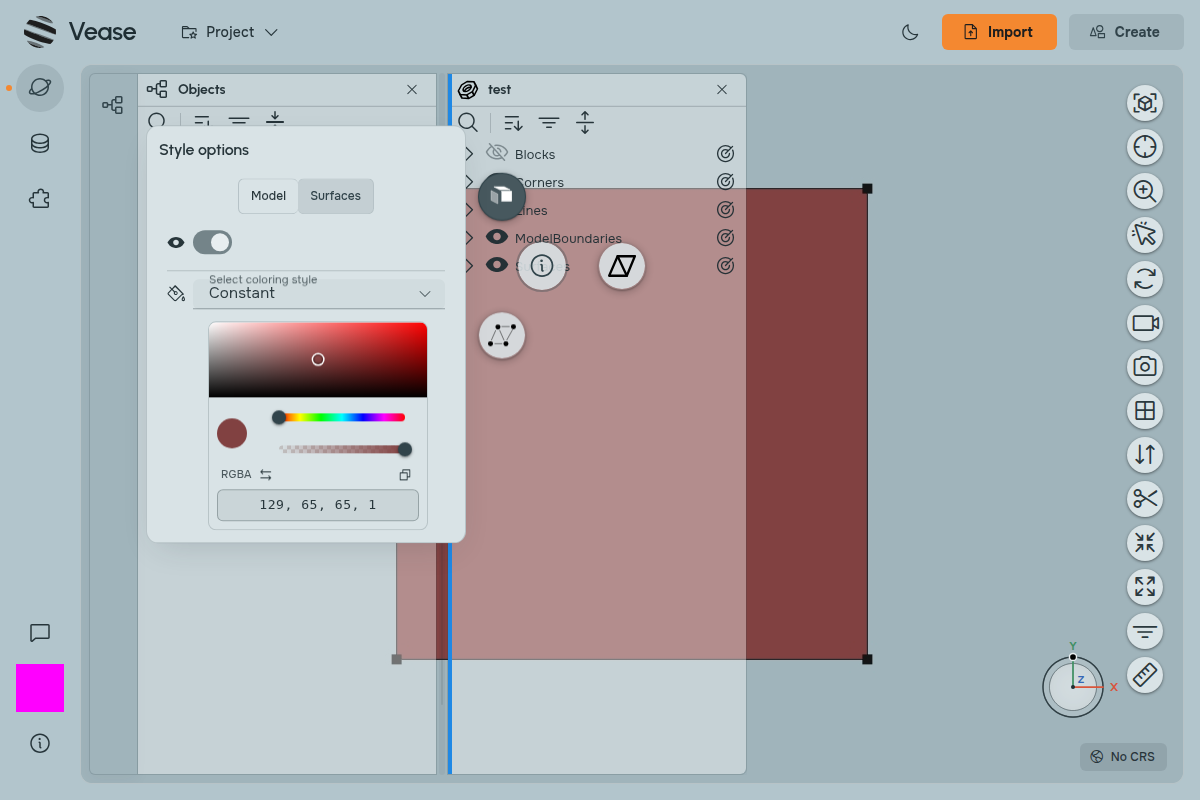 Vease
Project
Import
Create
Objects
test
Style options
Model
Surfaces
Blocks
Corners
Lines
ModelBoundaries
Select coloring style
Constant
RGBA
129, 65, 65, 1
Y
Z
X
No CRS